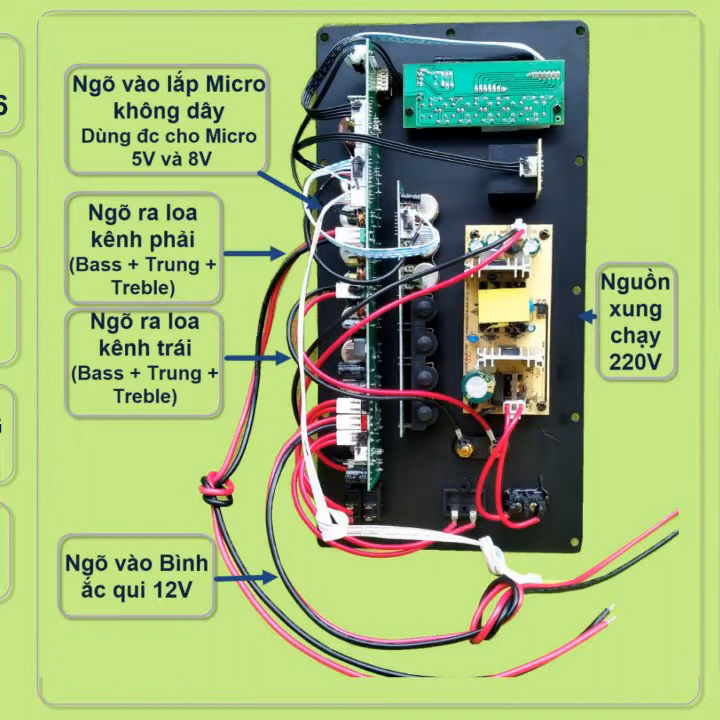 Ngõ vào lắp Micro
không dây
Dùng đc cho Micro
5V và 8V
Ngõ ra loa
kênh phải
(Bass + Trung +
Treble)
Ngõ ra loa
kênh trái
(Bass + Trung +
Treble)
Nguồn
xung
chạy
220V
Ngõ vào Bình
ắc qui 12V
6